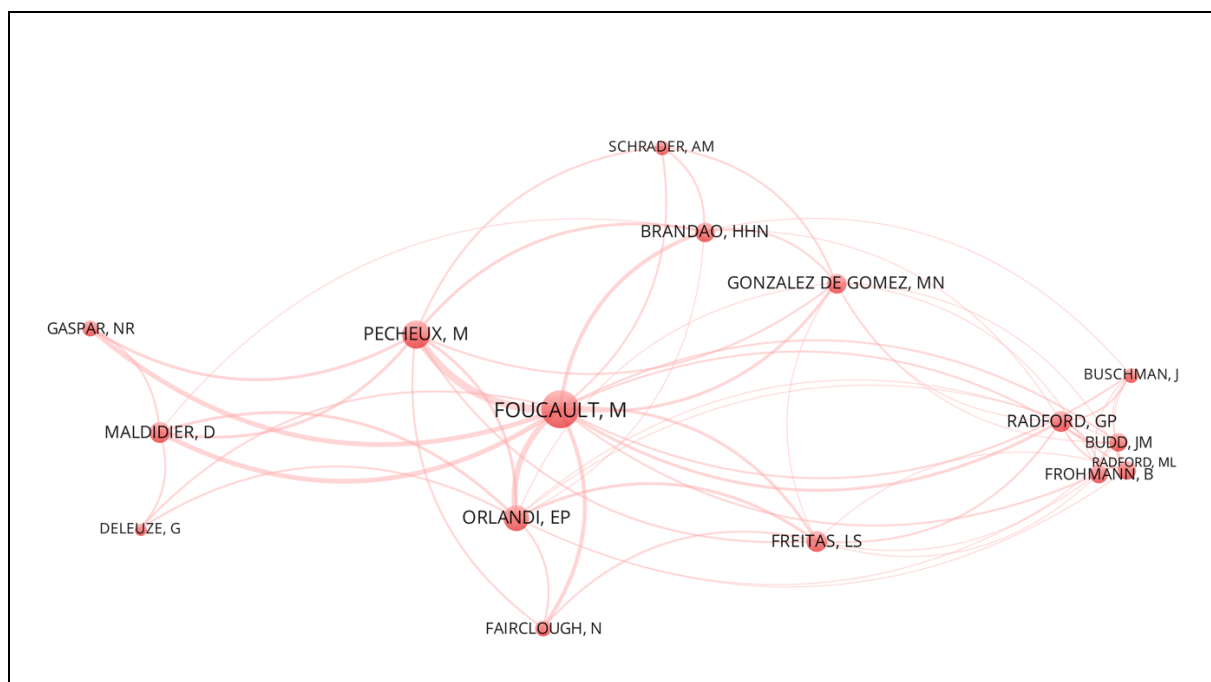 SCHRADER, AM
BRANDAO, HHN
GONZALEZ DE GOMEZ, MN
GASPAR, NR
PECHEUX, M
BUSCHMAN, J
FOUCAULT, M
RADFORD, GP
MALDIDIER, D
BUDD, JM
RADFORD, ML
FROHMANN, B
ORLANDI, EP
DELEUZE, G
FREITAS, LS
FAIRCLOUGH, N